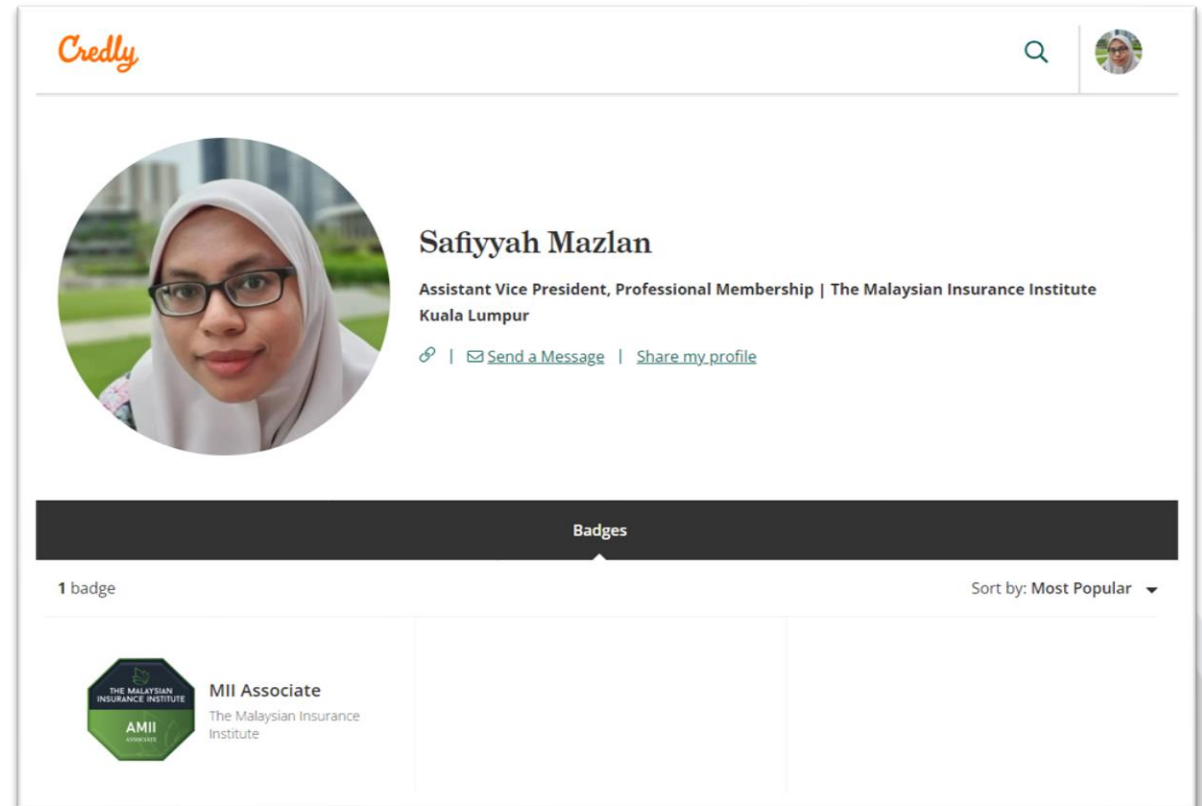 Credly
Safiyyah Mazlan
Assistant Vice President, Professional Membership | The Malaysian Insurance Institute
Kuala Lumpur
| Send a Message | Share my profile
Badges
1 badge
Sort by: Most Popular
THE MALAYSIAN
INSURANCE INSTITUTE
AMII
ASSOCIATE
MII Associate
The Malaysian Insurance
Institute